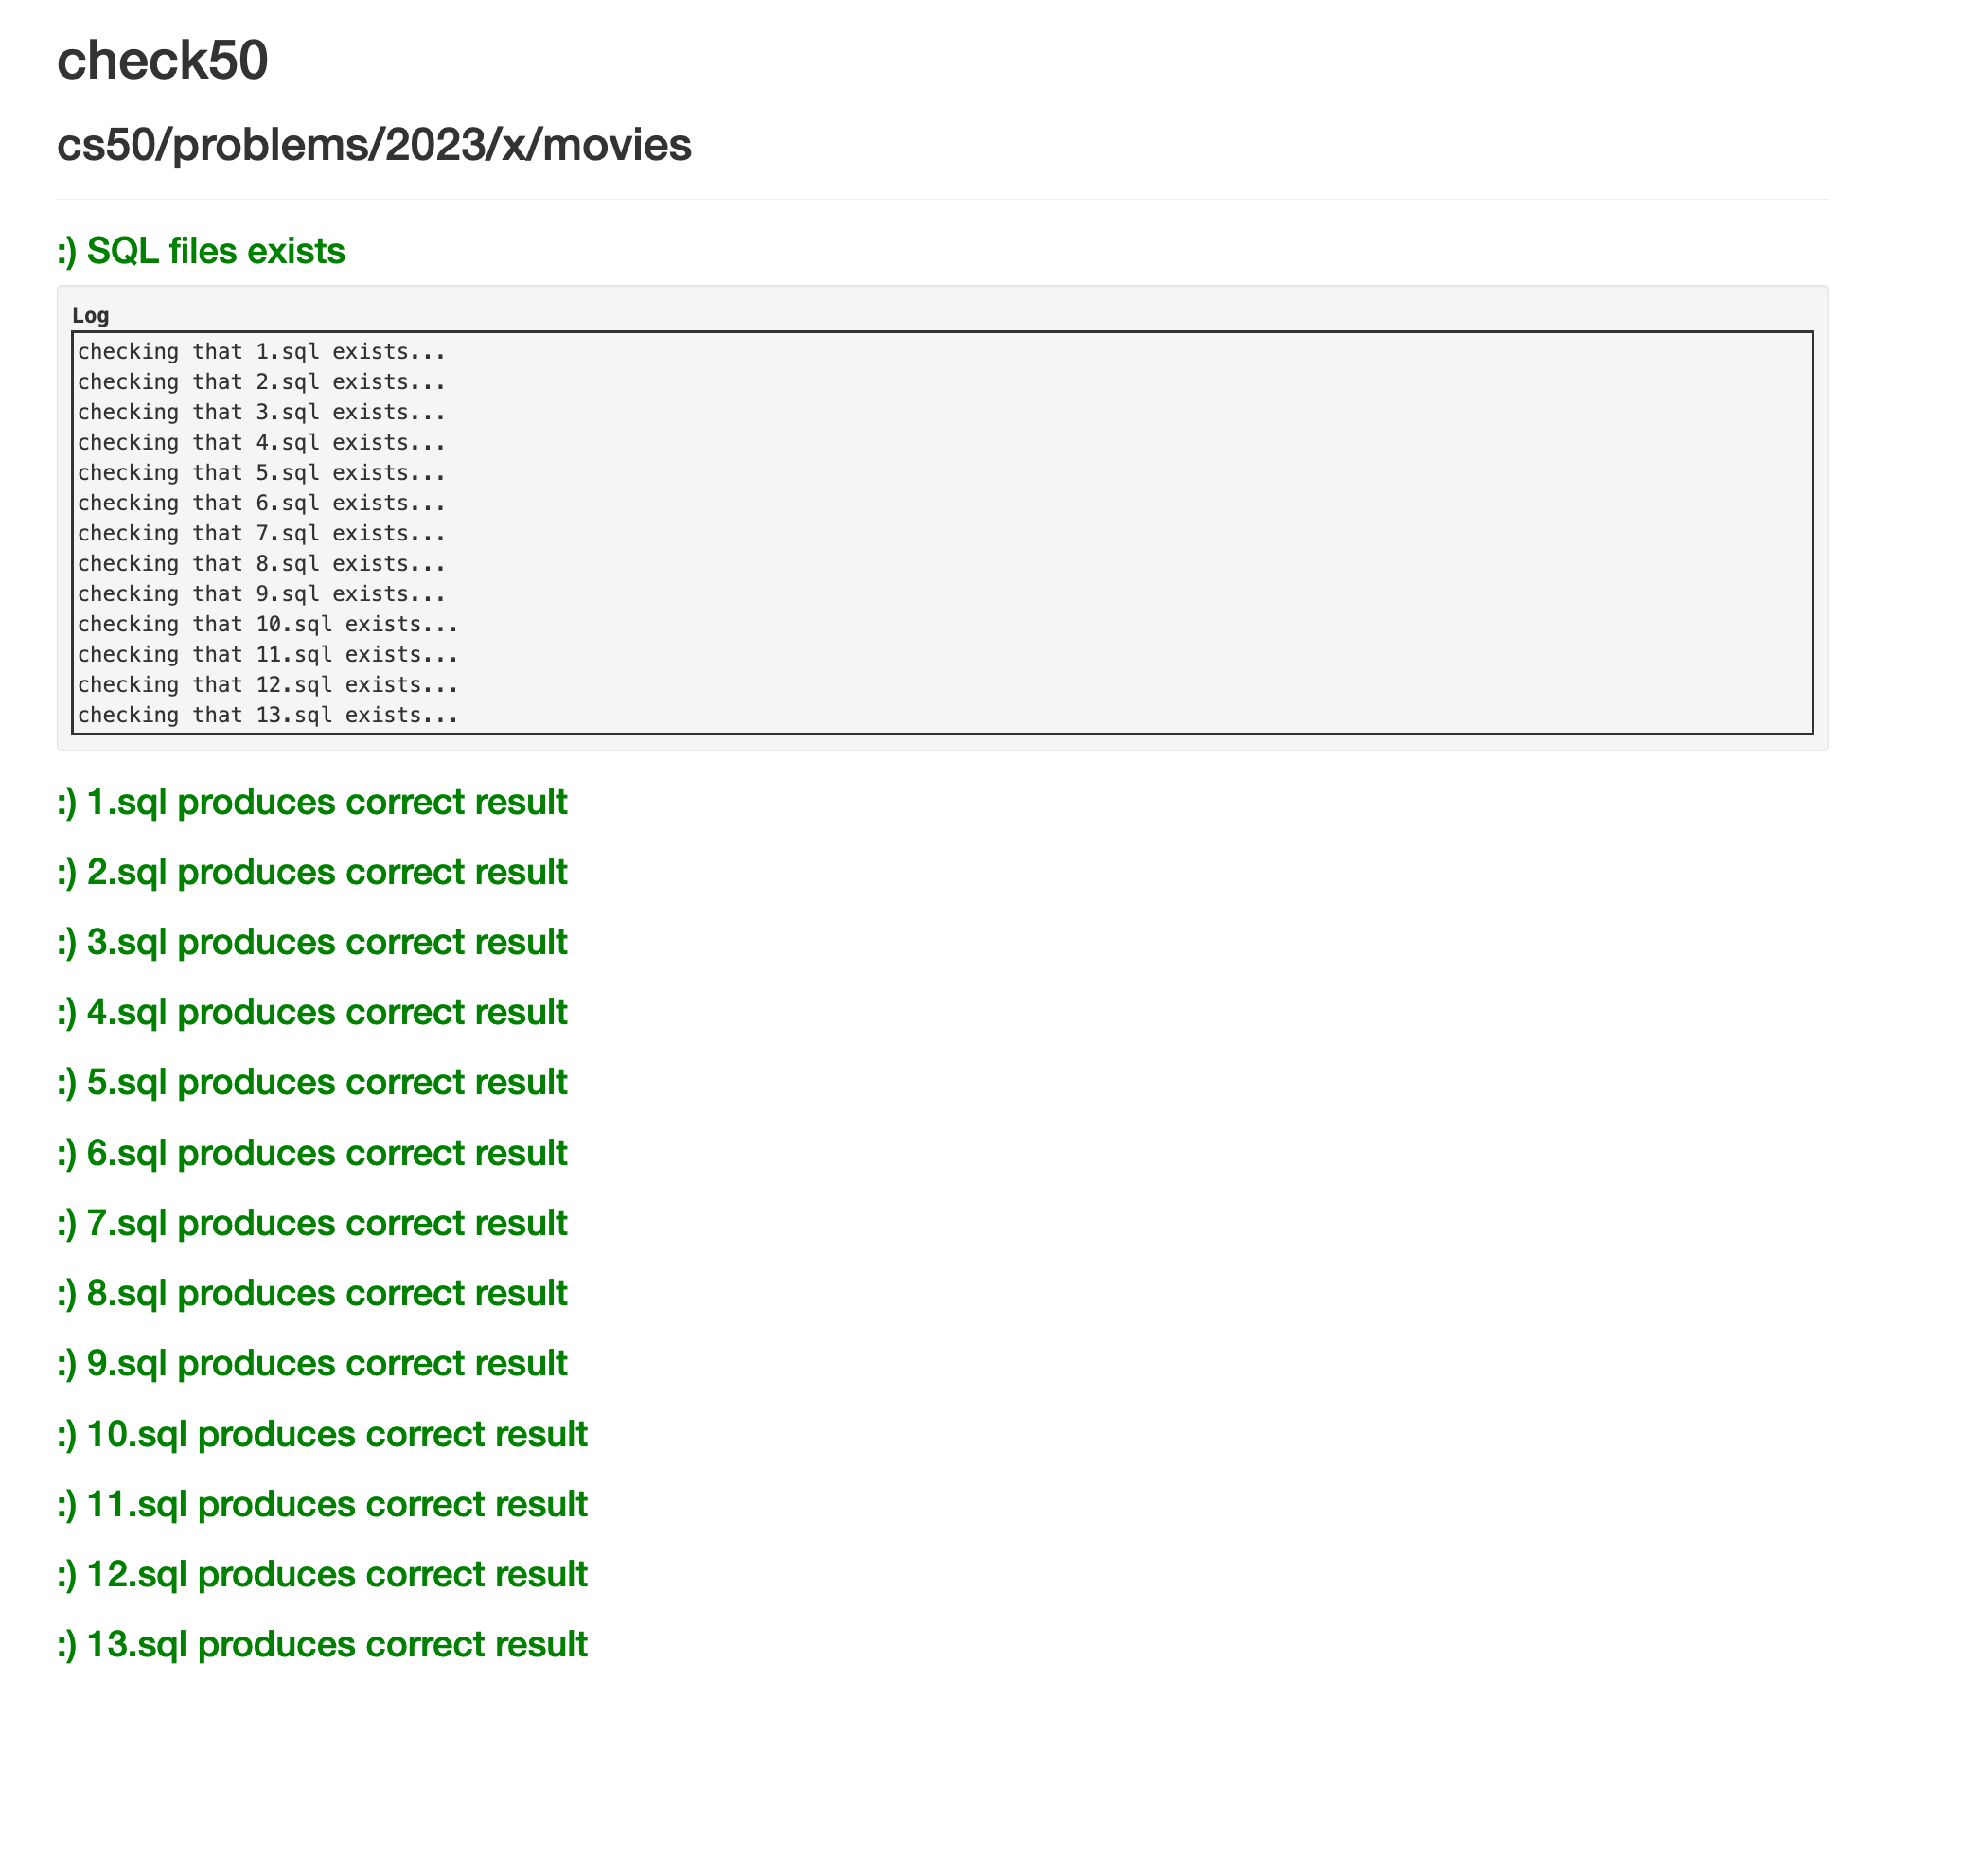 check50
cs50/problems/2023/x/movies
:) SQL files exists
Log
checking that 1.sql exists...
checking that 2.sql exists...
checking that 3.sql exists...
checking that 4.sql exists...
checking that 5.sql exists...
checking that 6.sql exists...
checking that 7.sql exists...
checking that 8.sql exists...
checking that 9.sql exists...
checking that 10.sql exists...
checking that 11.sql exists...
checking that 12.sql exists...
checking that 13.sql exists...
:) 1.sql produces correct result
:) 2.sql produces correct result
:) 3.sql produces correct result
:) 4.sql produces correct result
:) 5.sql produces correct result
:) 6.sql produces correct result
:) 7.sql produces correct result
:) 8.sql produces correct result
:) 9.sql produces correct result
:) 10.sql produces correct result
:) 11.sql produces correct result
:) 12.sql produces correct result
:) 13.sql produces correct result